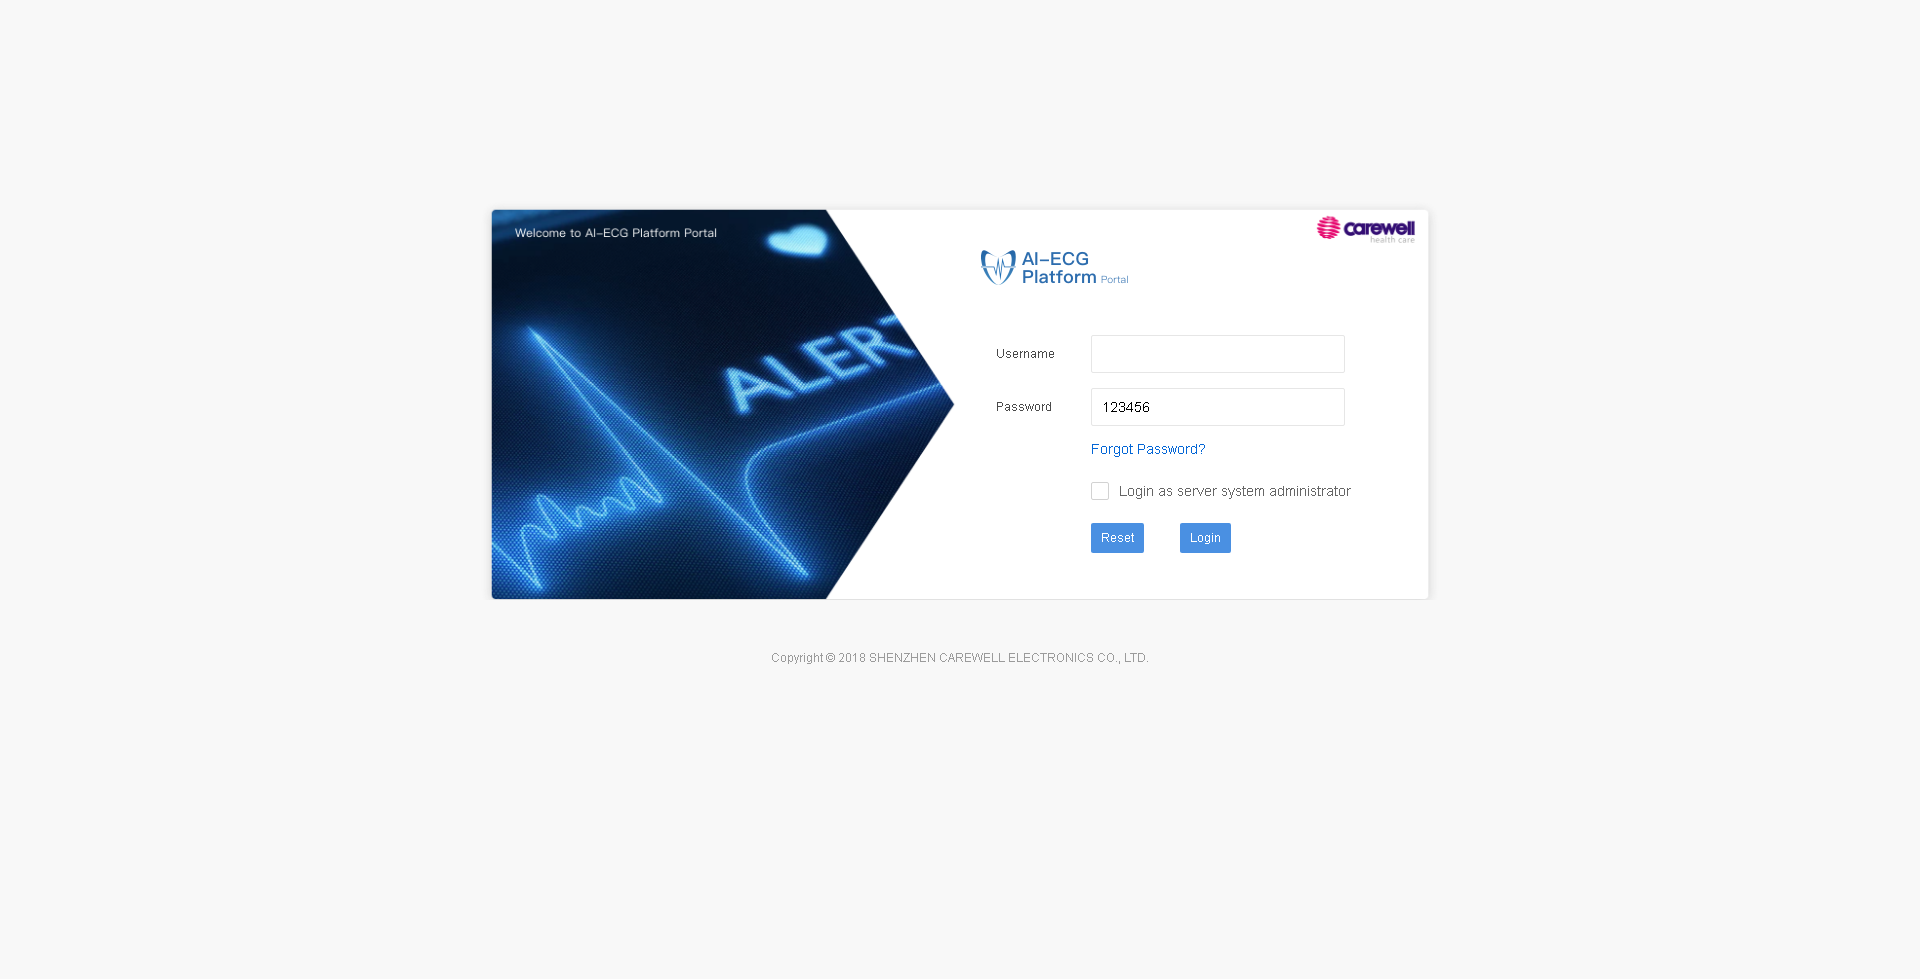 Welcome to AI-ECG Platform Portal
carewell
health care
AI-ECG
Platform Portal
ALERT
Username
Password
123456
Forgot Password?
Login as server system administrator
Reset
Login
Copyright © 2018 SHENZHEN CAREWELL ELECTRONICS CO., LTD.